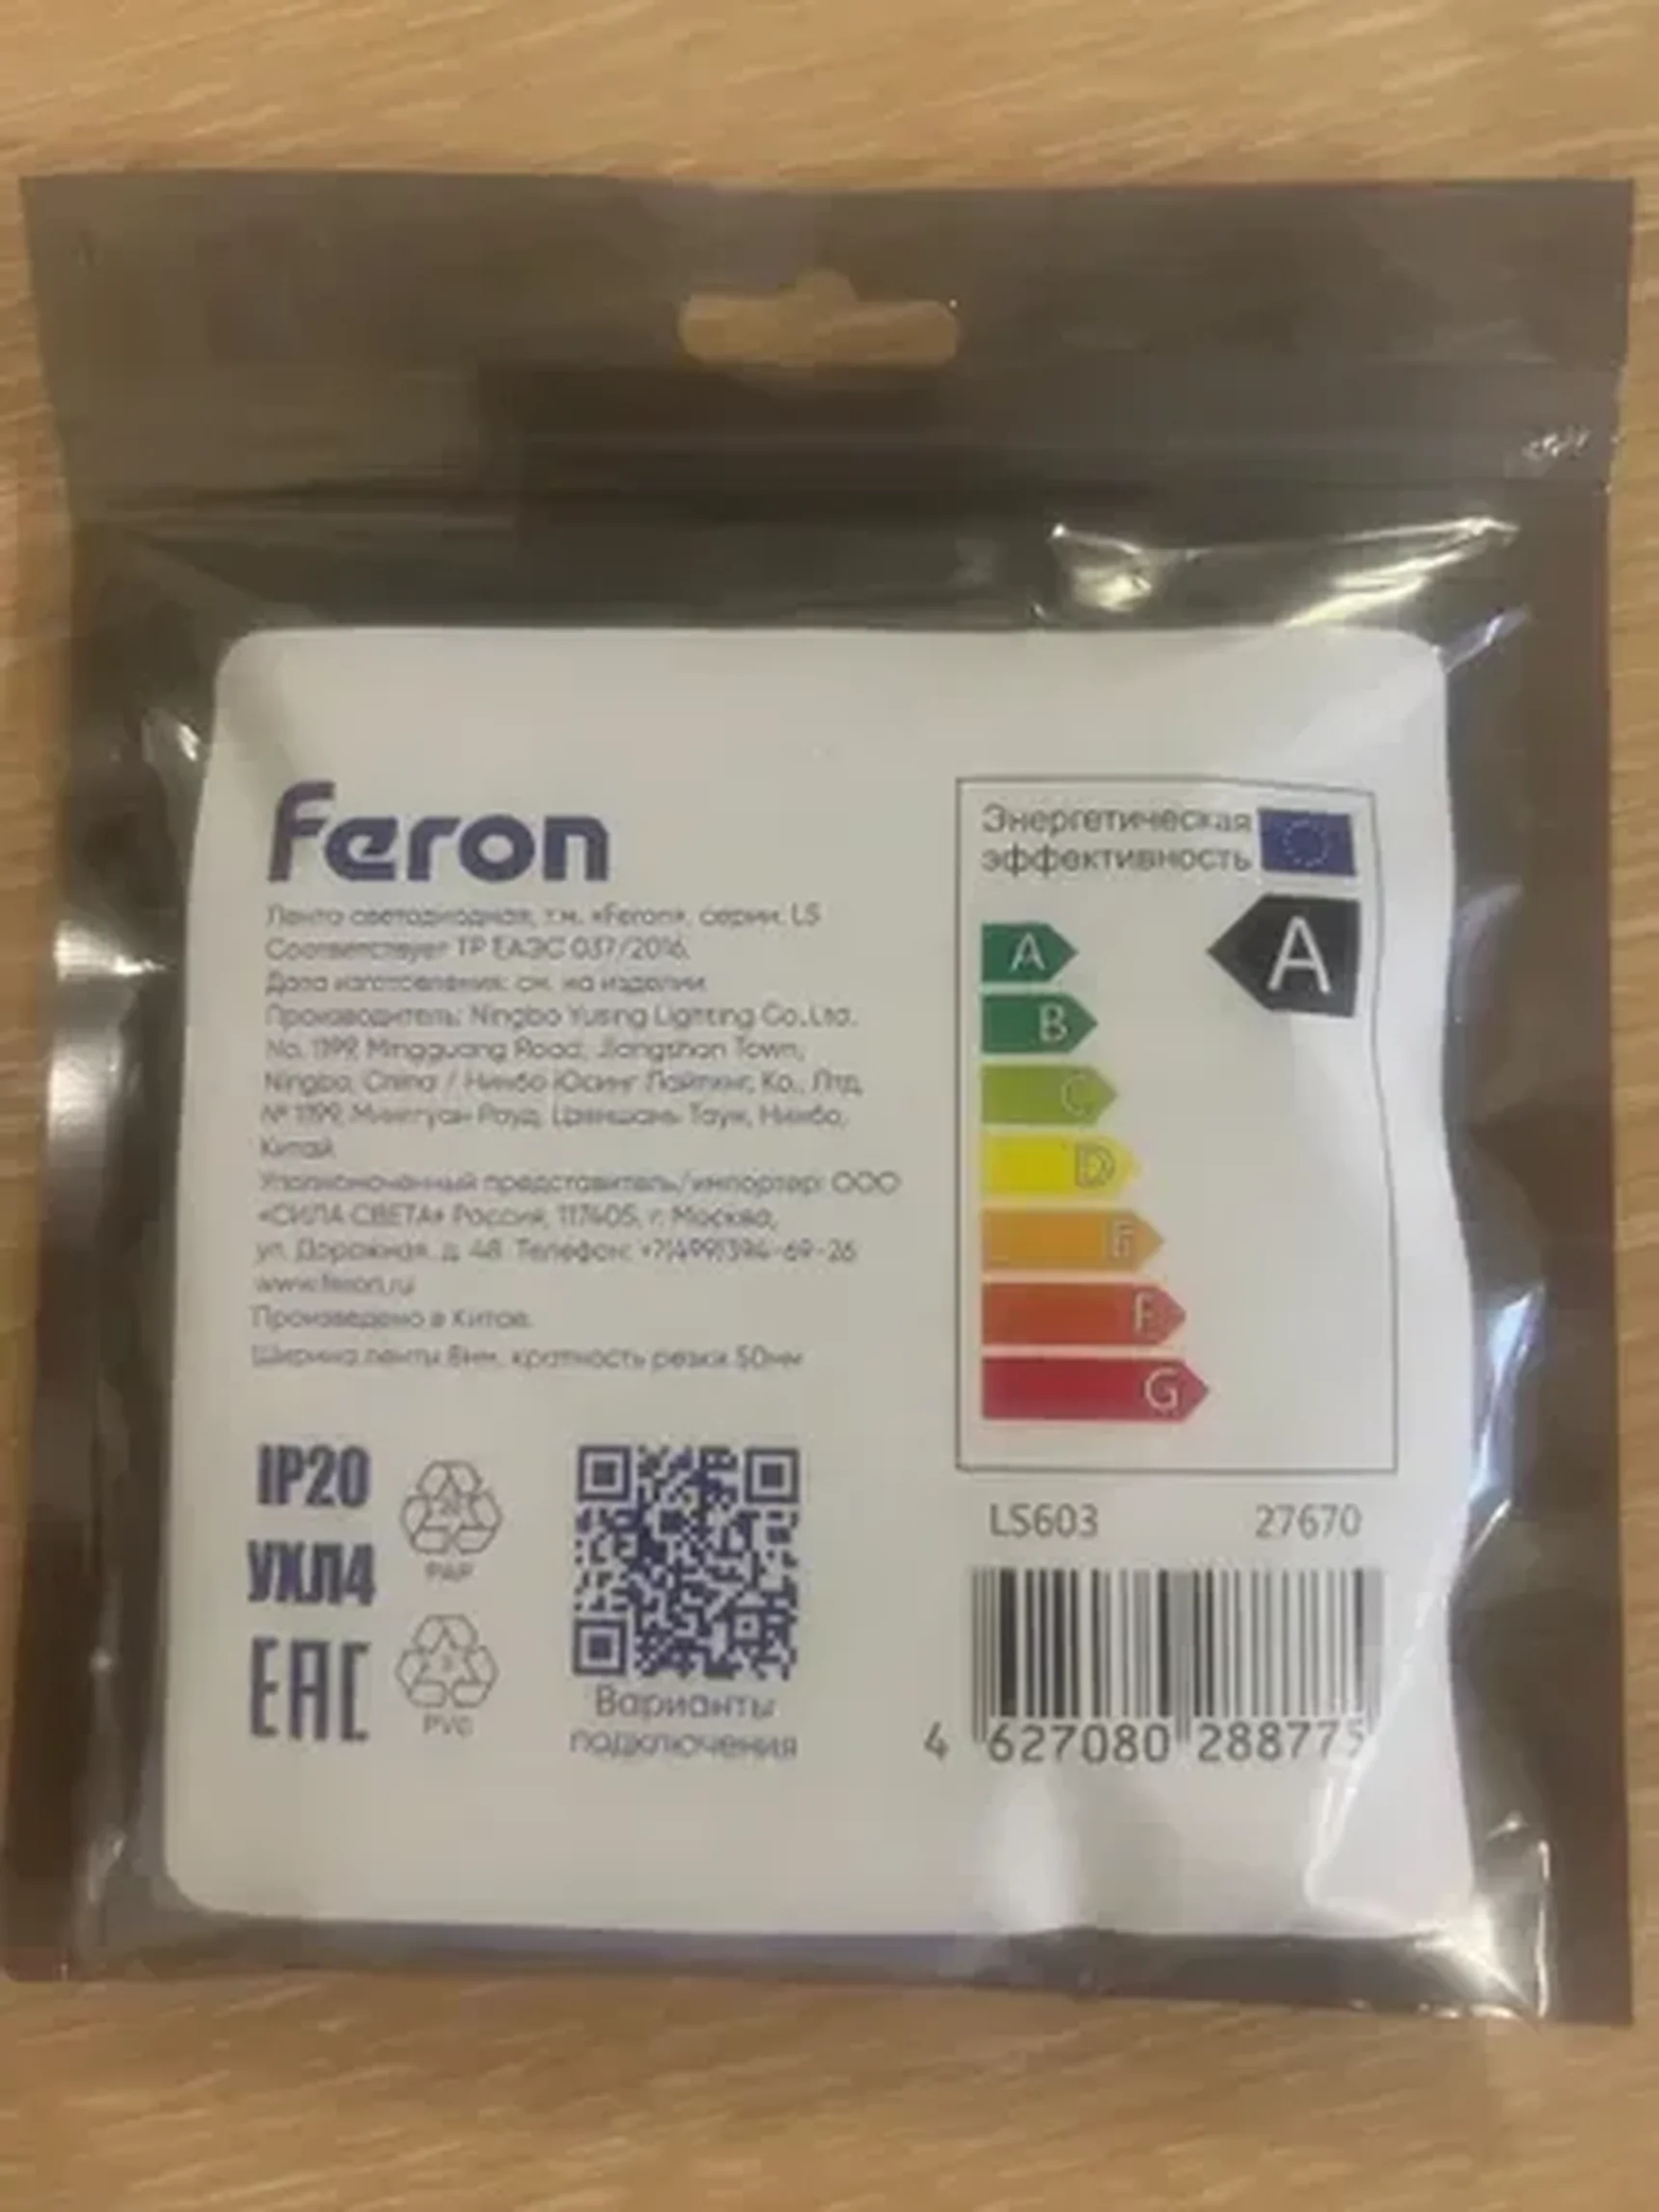 feron
Лента светодиодная, т.м. «Feron», серии: LS
Соответствует ТР ЕАЭС 037/2016.
Дата изготовления: см. на изделии
Производитель: Ningbo Yusing Lighting Co.,Ltd.
No. 1199, Mingguang Road, Jiangshan Town,
Ningbo, China / Нинбо Юсинг Лайтинг, Ко., Лтд,
№ 1199, Роуд, Цзяншань Таун, Нинбо,
Китай
Уполномоченный представитель/импортер: ООО
«СИЛА СВЕТА» Россия, 117405, г. Москва,
ул. Дорожная, д. 48. Телефон: +7(499)394-69-26
www.feron.ru
Произведено в Китае.
Ширина ленты 8мм, кратность резки 50мм
IP20
УХЛ4
EAC
PAP
PVC
Варианты
подключения
Энергетическая
эффективность
A
A
B
C
D
E
F
G
LS603 27670
4 627080 288775